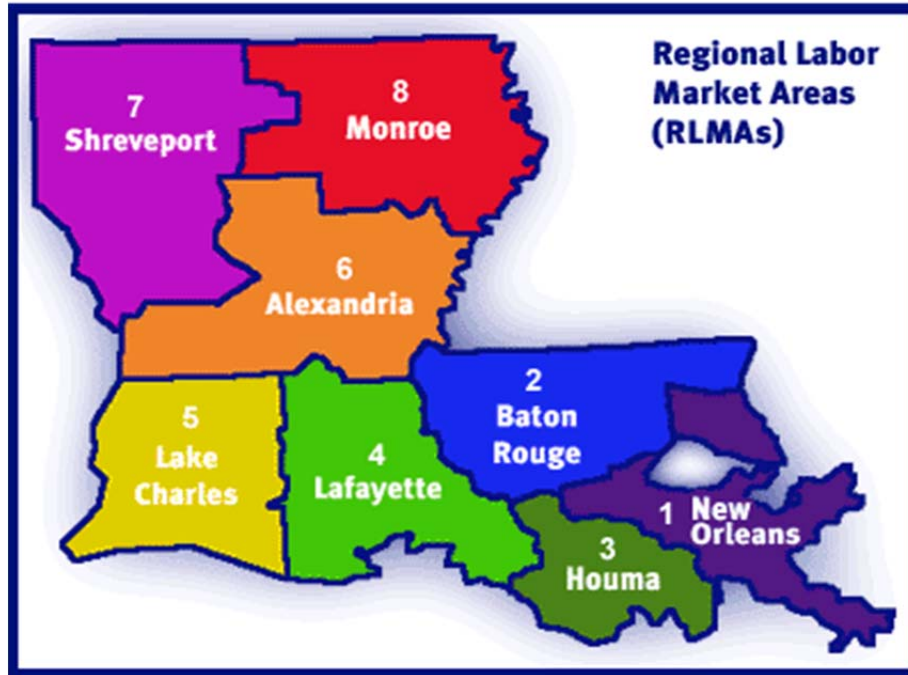 Regional Labor
Market Areas
(RLMAs)
7
Shreveport
8
Monroe
6
Alexandria
5
Lake
Charles
4
Lafayette
2
Baton
Rouge
3
Houma
1 New
Orleans